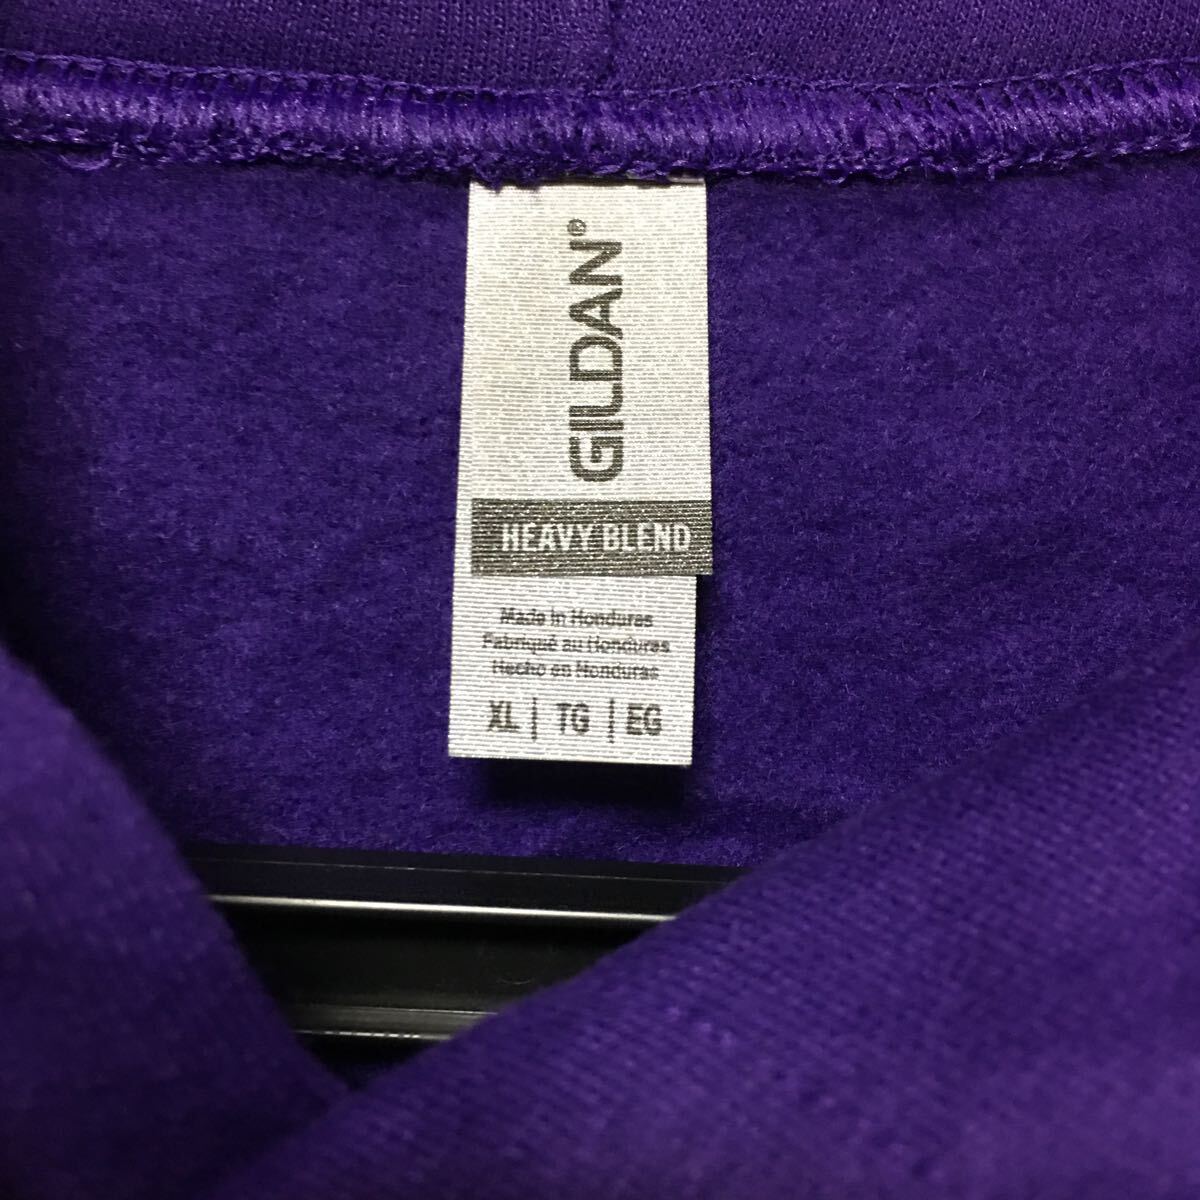 GILDAN®
HEAVY BLEND
Made in Honduras
Fabriqué au Honduras
Hecho en Honduras
XL | TG | EG